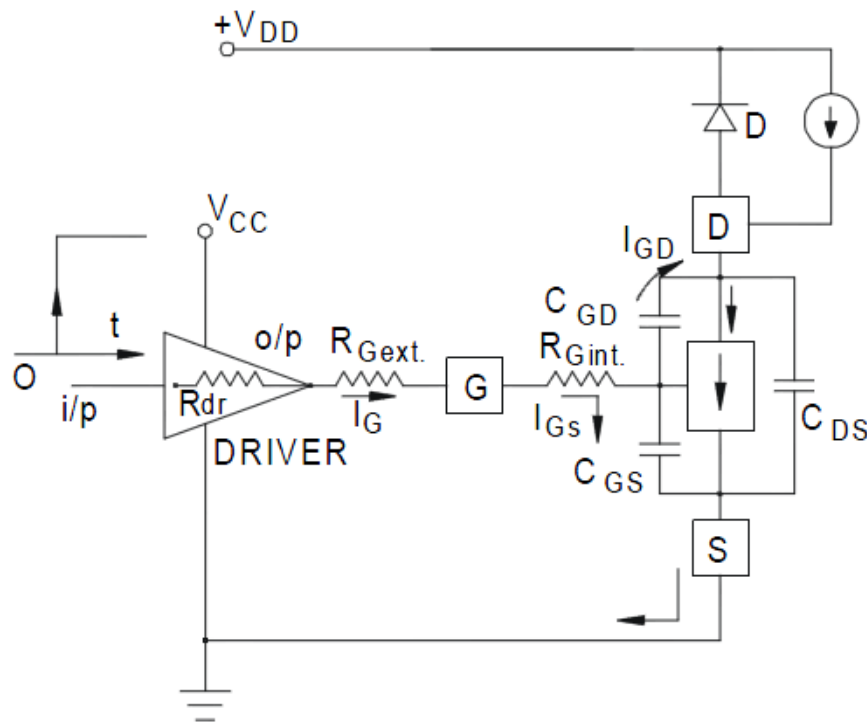 +VDD
D
D
VCC
IGD
t
o/p
CGD
RGext.
RGint.
O
i/p
Rdr
IG
G
IGs
CDS
DRIVER
CGS
S